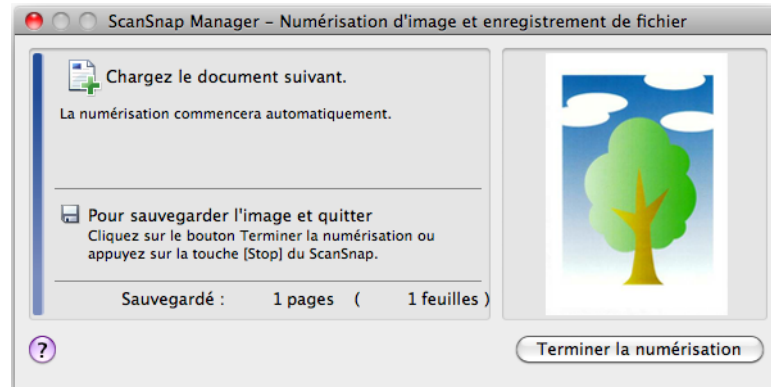 ScanSnap Manager – Numérisation d'image et enregistrement de fichier
Chargez le document suivant.
La numérisation commencera automatiquement.
Pour sauvegarder l'image et quitter
Cliquez sur le bouton Terminer la numérisation ou
appuyez sur la touche [Stop] du ScanSnap.
Sauvegardé : 1 pages ( 1 feuilles )
? Terminer la numérisation